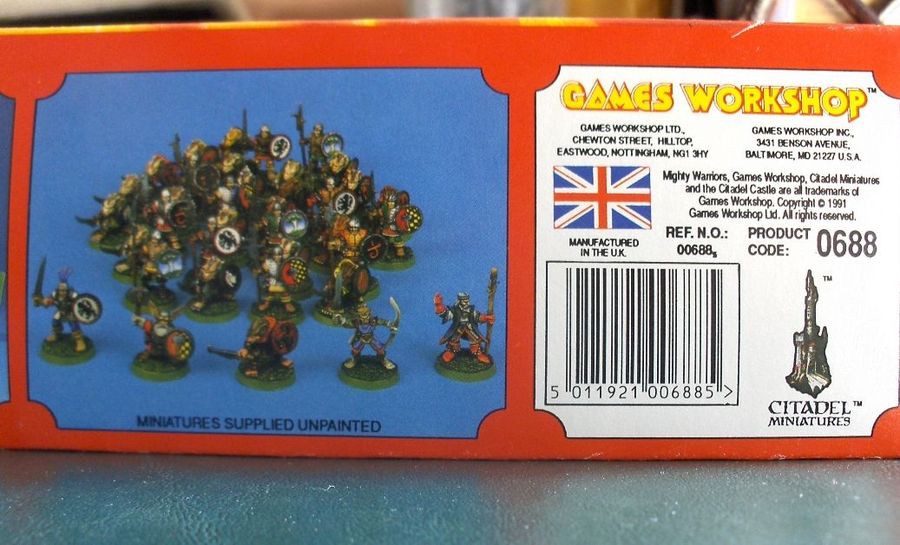 MINIATURES SUPPLIED UNPAINTED
GAMES WORKSHOP™
GAMES WORKSHOP LTD.,
CHEWTON STREET, HILLTOP,
EASTWOOD, NOTTINGHAM, NG1 3HY
GAMES WORKSHOP INC.,
3431 BENSON AVENUE,
BALTIMORE, MD 21227 U.S.A.
Mighty Warriors, Games Workshop, Citadel Miniatures
and the Citadel Castle are all trademarks of
Games Workshop. Copyright © 1991
Games Workshop Ltd. All rights reserved.
MANUFACTURED
IN THE U.K.
REF. N.O.:
00688s
PRODUCT
CODE: 0688
5 011921 006885 >
™
CITADEL™
MINIATURES